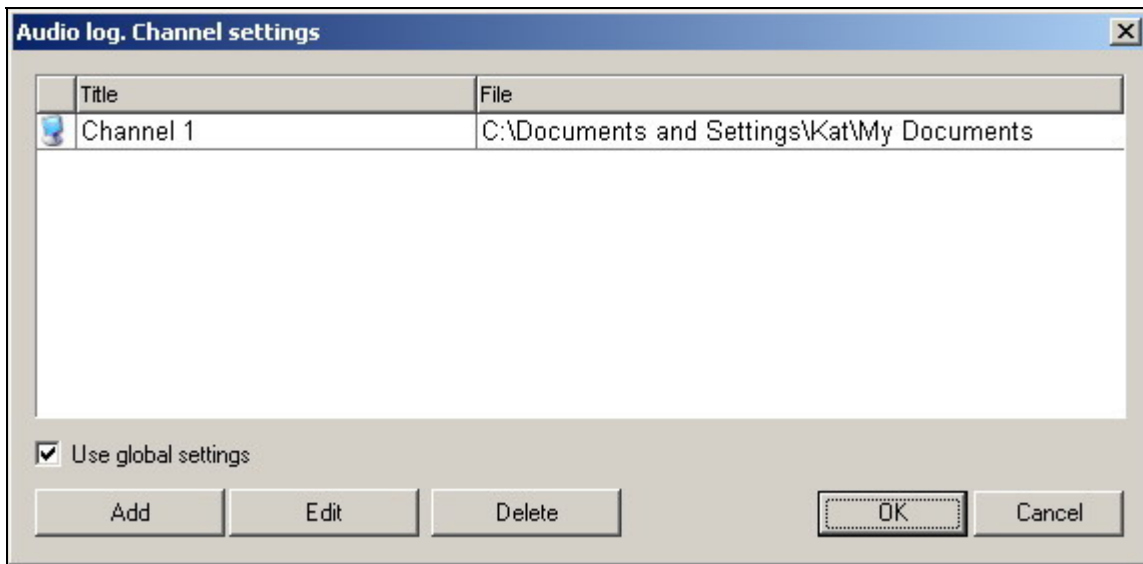 Audio log. Channel settings
Title File
Channel 1 C:\Documents and Settings\Kat\My Documents
Use global settings
Add Edit Delete OK Cancel